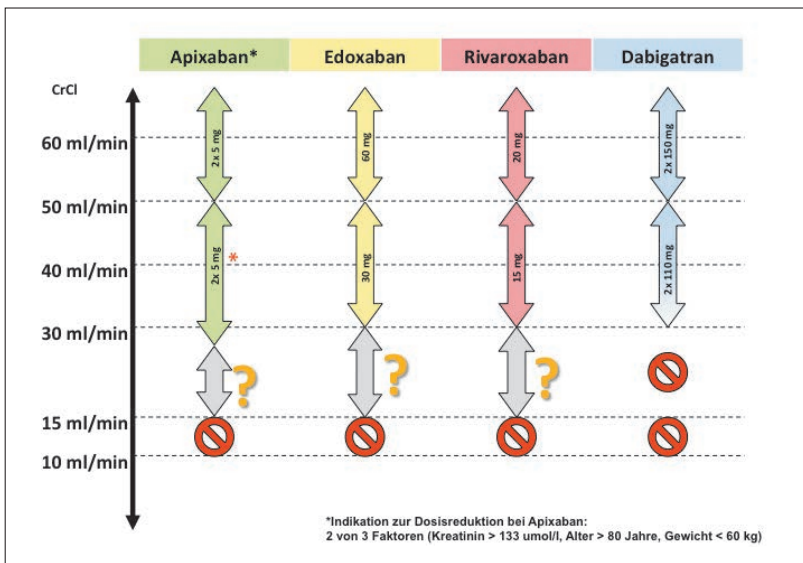 Apixaban* Edoxaban Rivaroxaban Dabigatran
CrCl
60 ml/min 2x 5 mg 60 mg 20 mg 2x 150 mg
50 ml/min
40 ml/min 2x 5 mg * 30 mg 15 mg 2x 110 mg
30 ml/min
? ? ?
15 ml/min
10 ml/min
*Indikation zur Dosisreduktion bei Apixaban:
2 von 3 Faktoren (Kreatinin > 133 umol/l, Alter > 80 Jahre, Gewicht < 60 kg)